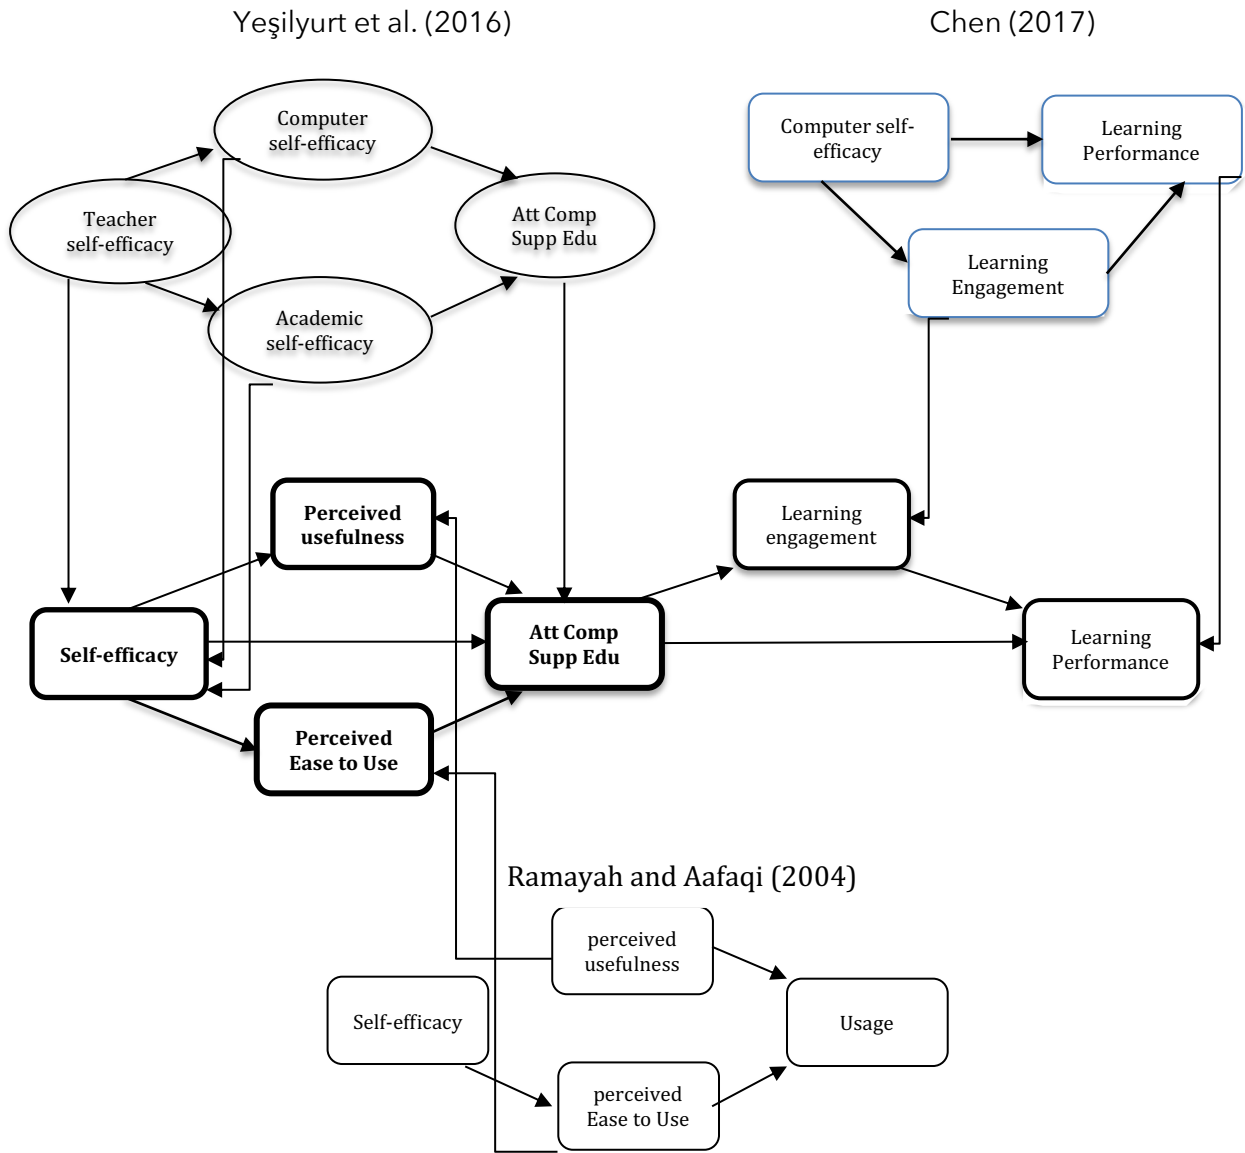 Yeşilyurt et al. (2016)
Chen (2017)
Computer
self-efficacy
Teacher
self-efficacy
Att Comp
Supp Edu
Academic
self-efficacy
Computer self-
efficacy
Learning
Performance
Learning
Engagement
Perceived
usefulness
Learning
engagement
Self-efficacy
Att Comp
Supp Edu
Learning
Performance
Perceived
Ease to Use
Ramayah and Aafaqi (2004)
perceived
usefulness
Self-efficacy
Usage
perceived
Ease to Use